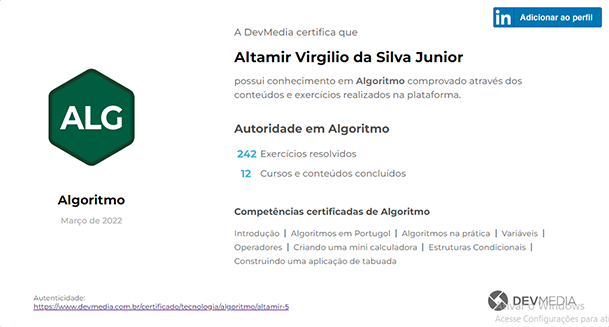 Adicionar ao perfil
A DevMedia certifica que
Altamir Virgilio da Silva Junior
possui conhecimento em Algoritmo comprovado através dos
conteúdos e exercícios realizados na plataforma.
ALG
Algoritmo
Março de 2022
Autoridade em Algoritmo
242 Exercícios resolvidos
12 Cursos e conteúdos concluídos
Competências certificadas de Algoritmo
Introdução | Algoritmos em Portugol | Algoritmos na prática | Variáveis |
Operadores | Criando uma mini calculadora | Estruturas Condicionais |
Construindo uma aplicação de tabuada
Autenticidade:
https://www.devmedia.com.br/certificado/tecnologia/algoritmo/altamir-5
DEVMEDIA
Ativar o Windows
Acesse Configurações para